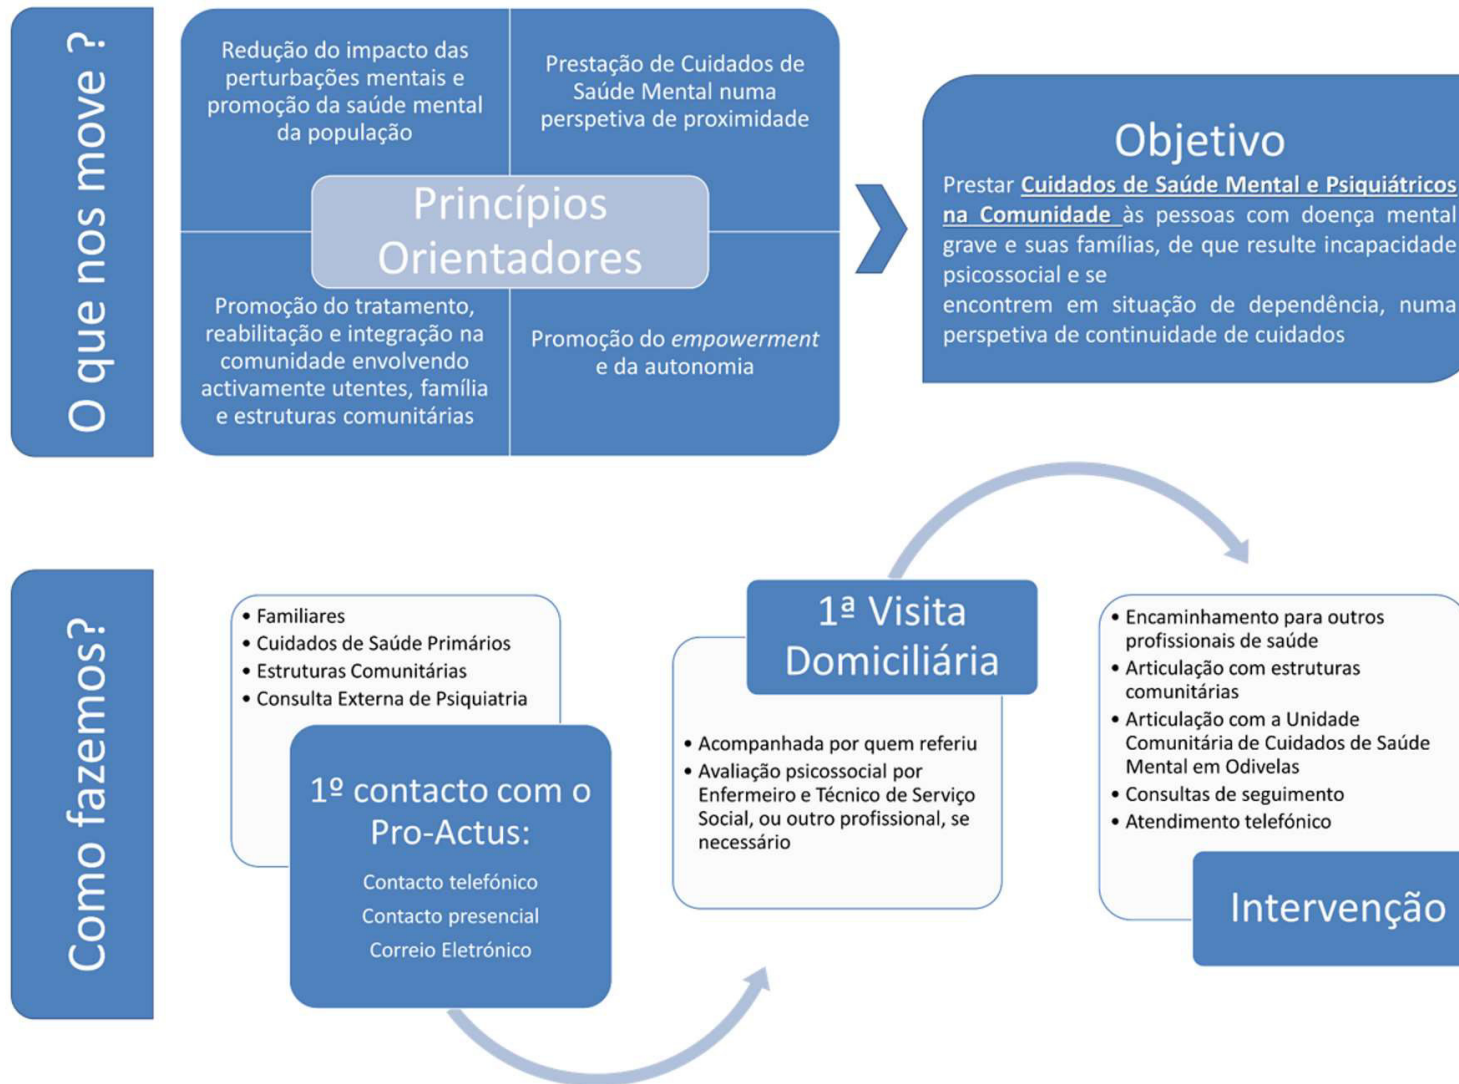 O que nos move ?
Redução do impacto das
perturbações mentais e
promoção da saúde mental
da população
Prestação de Cuidados de
Saúde Mental numa
perspetiva de proximidade
Princípios
Orientadores
Promoção do tratamento,
reabilitação e integração na
comunidade envolvendo
activamente utentes, família
e estruturas comunitárias
Promoção do empowerment
e da autonomia
Objetivo
Prestar Cuidados de Saúde Mental e Psiquiátricos
na Comunidade às pessoas com doença mental
grave e suas famílias, de que resulte incapacidade
psicossocial e se
encontrem em situação de dependência, numa
perspetiva de continuidade de cuidados
Como fazemos?
• Familiares
• Cuidados de Saúde Primários
• Estruturas Comunitárias
• Consulta Externa de Psiquiatria
1º contacto com o
Pro-Actus:
Contacto telefónico
Contacto presencial
Correio Eletrónico
1ª Visita
Domiciliária
• Acompanhada por quem referiu
• Avaliação psicossocial por
Enfermeiro e Técnico de Serviço
Social, ou outro profissional, se
necessário
• Encaminhamento para outros
profissionais de saúde
• Articulação com estruturas
comunitárias
• Articulação com a Unidade
Comunitária de Cuidados de Saúde
Mental em Odivelas
• Consultas de seguimento
• Atendimento telefónico
Intervenção